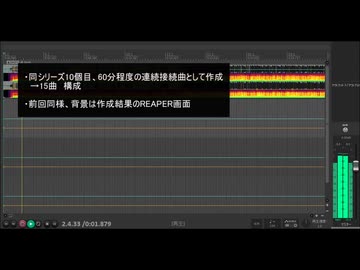 ・同シリーズ10個目、60分程度の連続接続曲として作成
→15曲 構成
・前回同様、背景は作成結果のREAPER画面
2.4.33 /0:01.879
[再生]